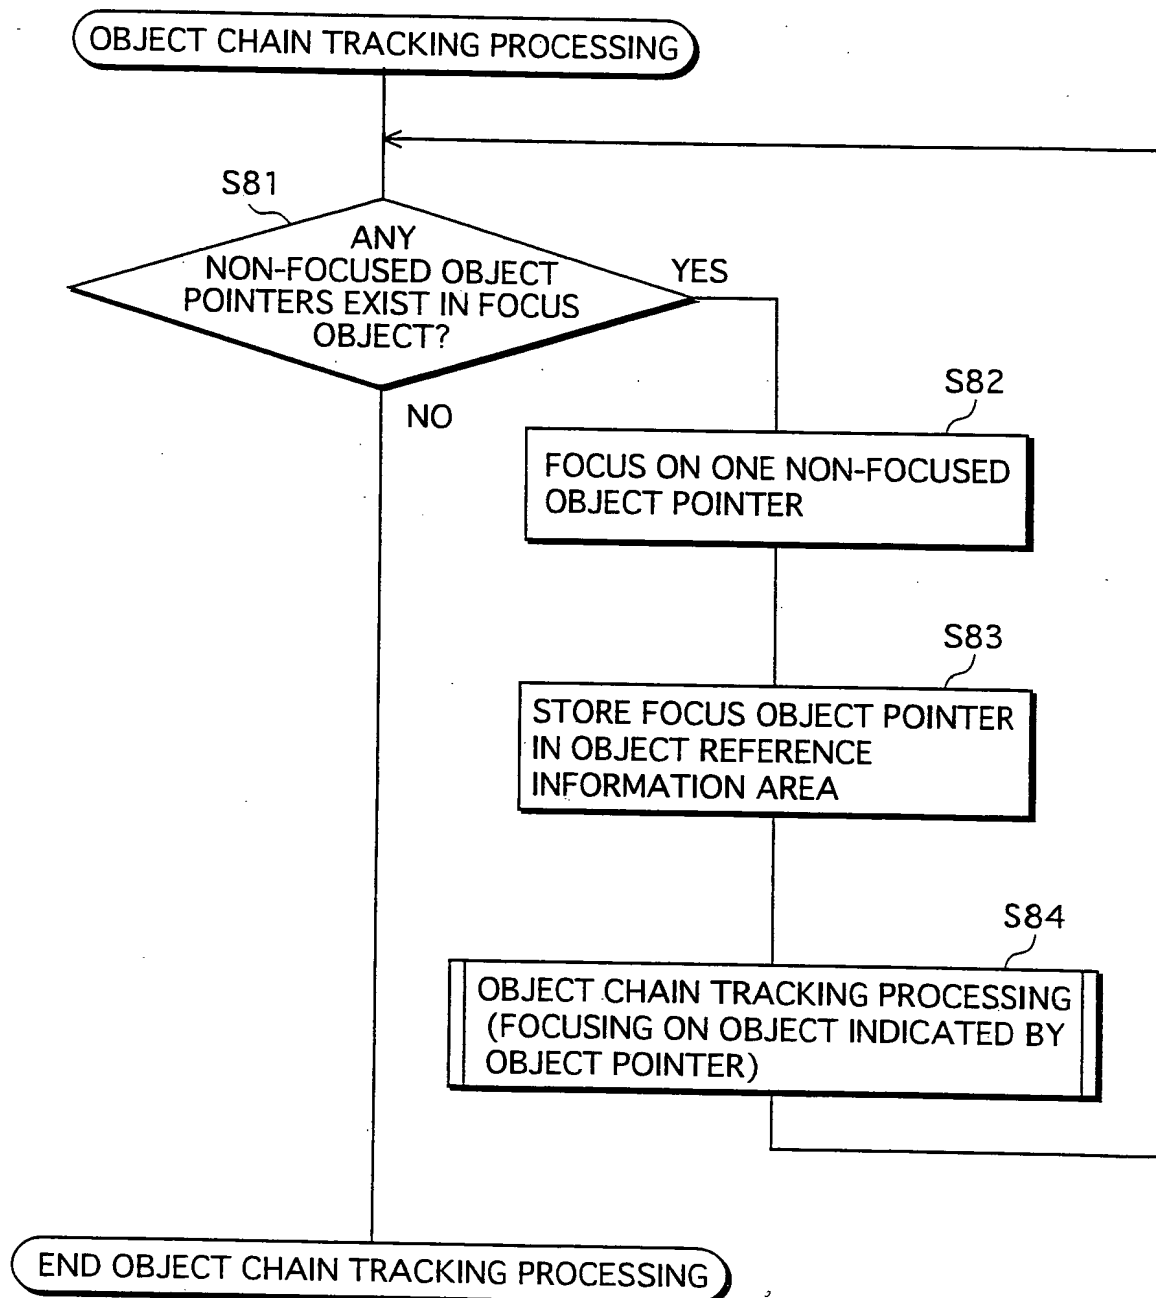 OBJECT CHAIN TRACKING PROCESSING
S81
ANY
NON-FOCUSED OBJECT
POINTERS EXIST IN FOCUS
OBJECT?
YES
NO
S82
FOCUS ON ONE NON-FOCUSED
OBJECT POINTER
S83
STORE FOCUS OBJECT POINTER
IN OBJECT REFERENCE
INFORMATION AREA
S84
OBJECT CHAIN TRACKING PROCESSING
(FOCUSING ON OBJECT INDICATED BY
OBJECT POINTER)
END OBJECT CHAIN TRACKING PROCESSING